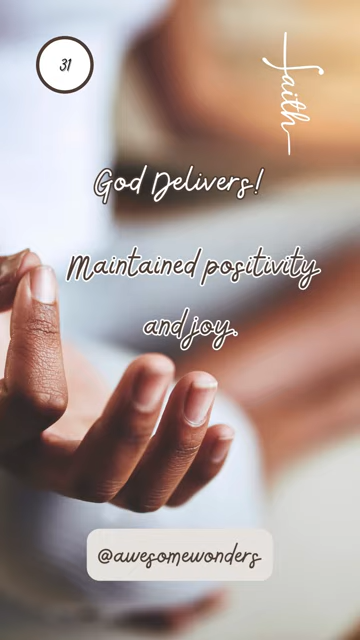 31
faith
God Delivers!
Maintained positivity
and joy.
@awesomewonders